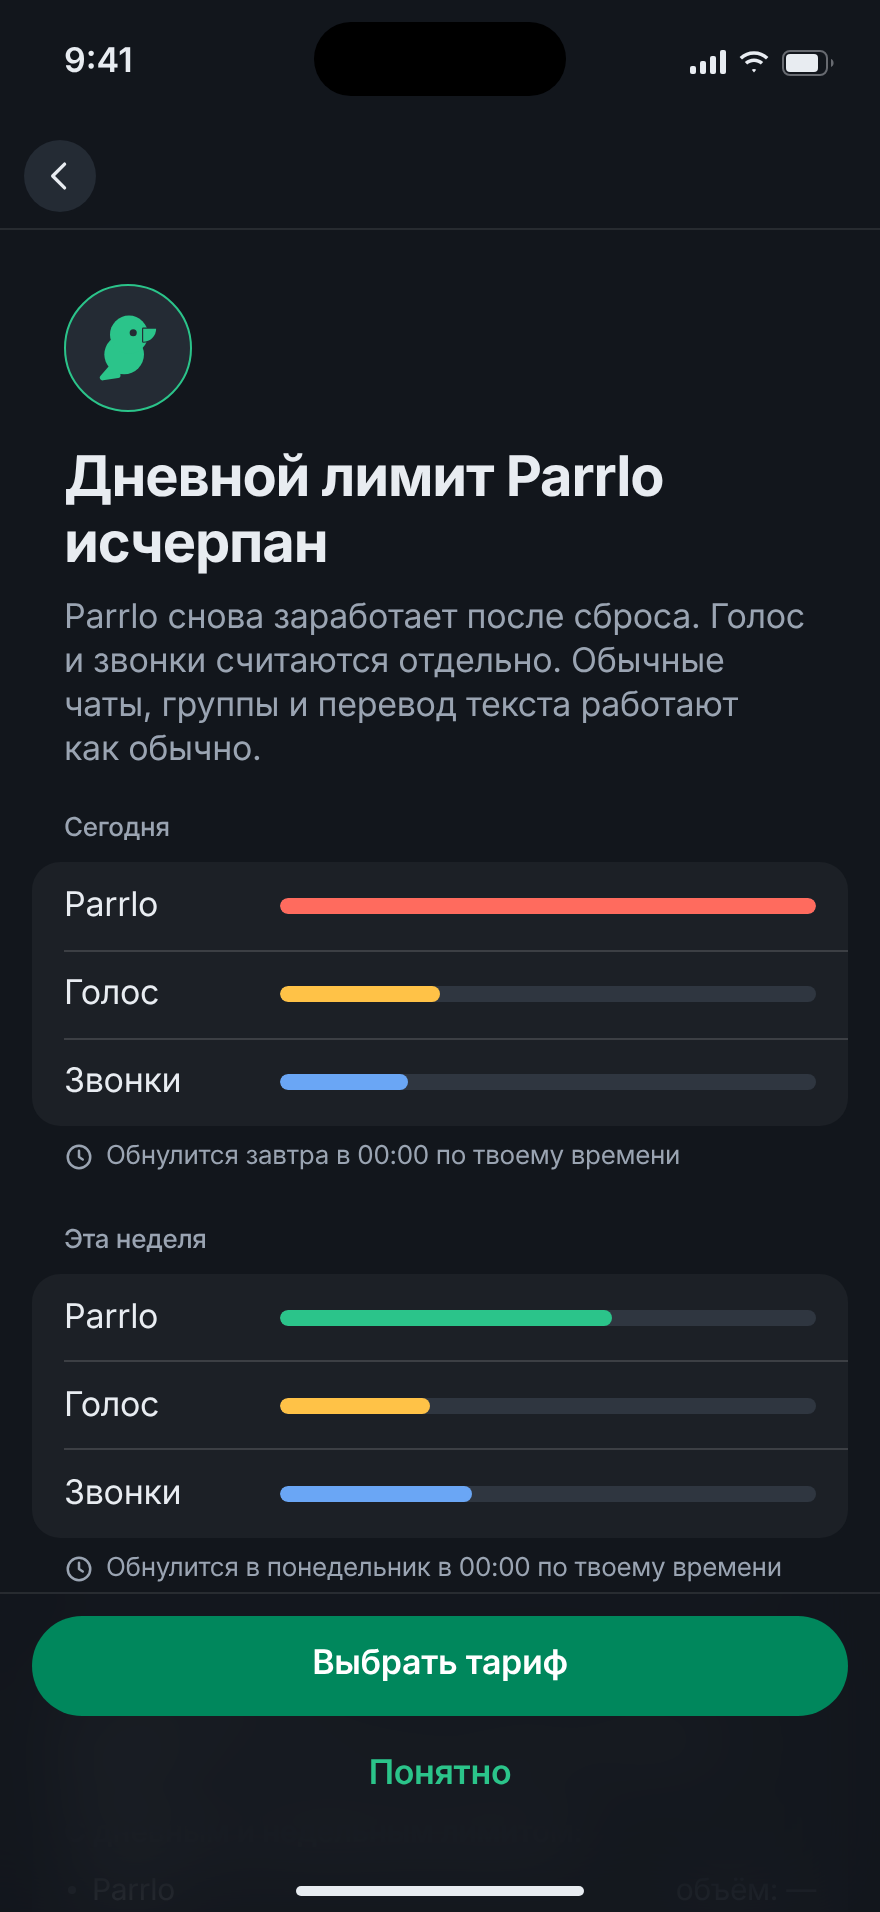 9:41
Дневной лимит Parrlo
исчерпан
Parrlo снова заработает после сброса. Голос
и звонки считаются отдельно. Обычные
чаты, группы и перевод текста работают
как обычно.
Сегодня
Parrlo
Голос
Звонки
Обнулится завтра в 00:00 по твоему времени
Эта неделя
Parrlo
Голос
Звонки
Обнулится в понедельник в 00:00 по твоему времени
Выбрать тариф
Понятно
• Parrlo объём: —